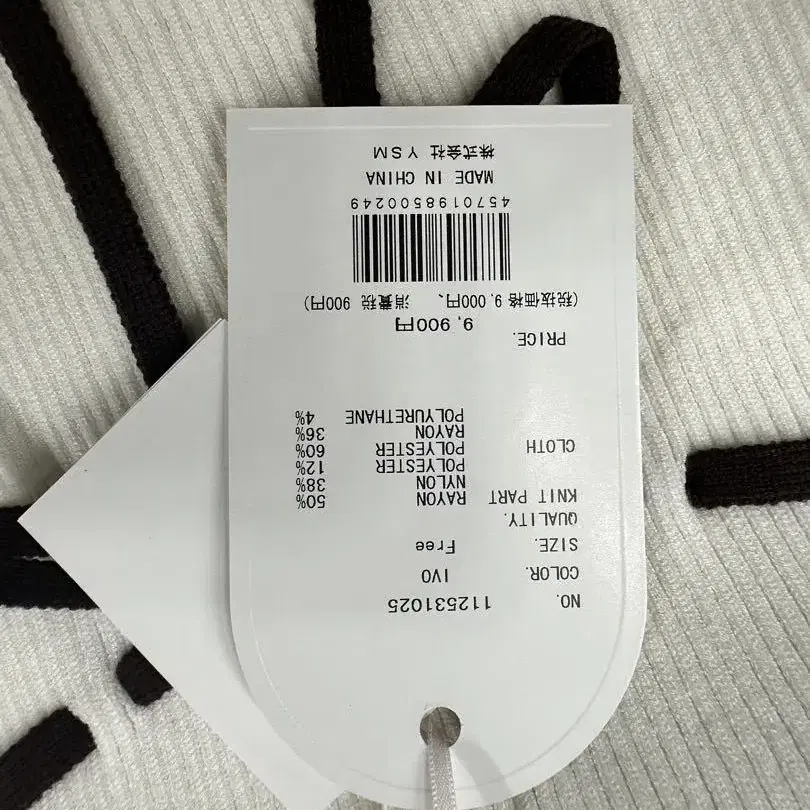 NO. 112531025
COLOR. IVO
SIZE. Free
QUALITY.
KNIT PART RAYON 50%
NYLON 38%
POLYESTER 12%
CLOTH POLYESTER 60%
RAYON 36%
POLYURETHANE 4%
PRICE.
9,900円
(税抜価格 9,000円、 消費税 900円)
4570198500249
MADE IN CHINA
株式会社 YSM